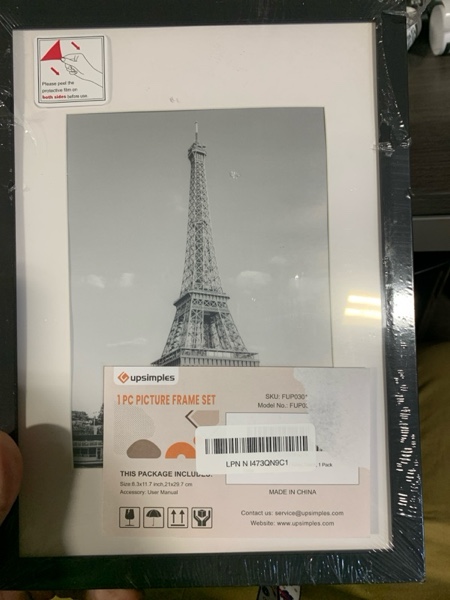 Please peel the
protective film on
both sides before use.
upsimples
1 PC PICTURE FRAME SET
SKU: FUP030*
Model No.: FUP0
LPN N I473QN9C1
, 1 Pack
THIS PACKAGE INCLUDES:
Size:8.3x11.7 inch,21x29.7 cm
Accessory: User Manual
MADE IN CHINA
Contact us: service@upsimples.com
Website: www.upsimples.com